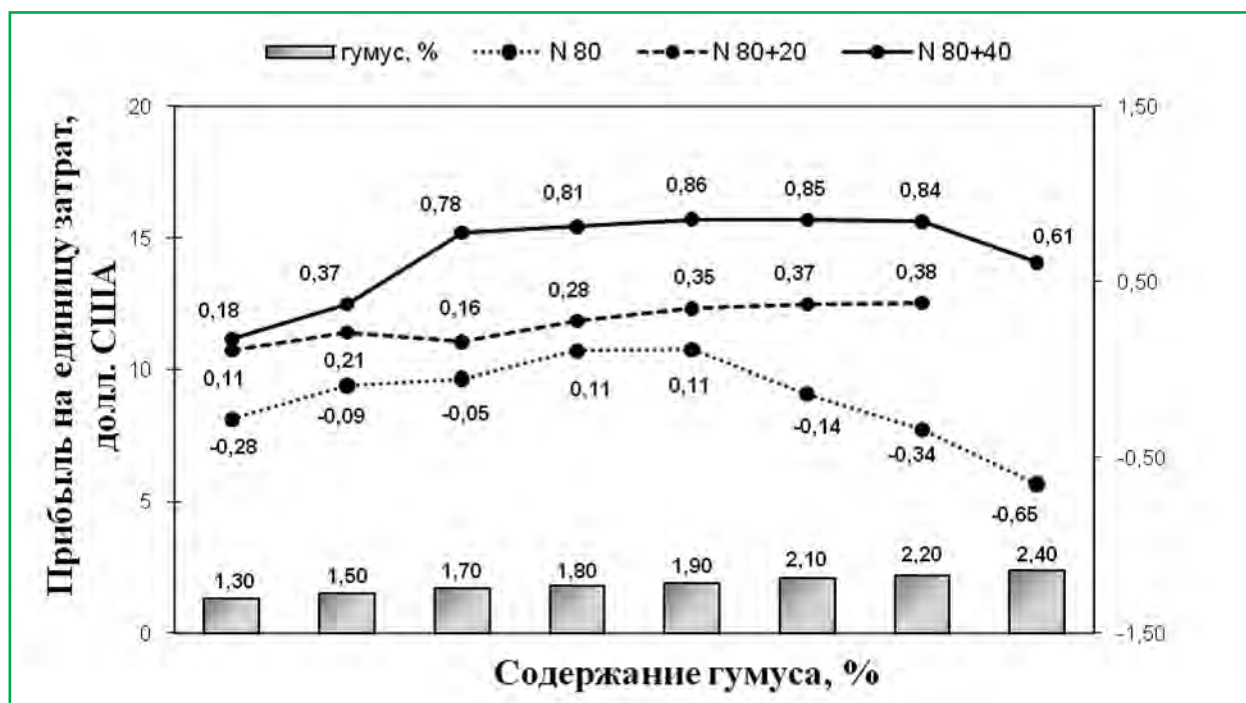 гумус, % N 80 N 80+20 N 80+40
Прибыль на единицу затрат,
долл. США
20
15
10
5
0
1,50
0,50
-0,50
-1,50
0,18 0,37 0,78 0,81 0,86 0,85 0,84 0,61
0,11 0,21 0,16 0,28 0,35 0,37 0,38
-0,28 -0,09 -0,05 0,11 0,11 -0,14 -0,34 -0,65
1,30 1,50 1,70 1,80 1,90 2,10 2,20 2,40
Содержание гумуса, %